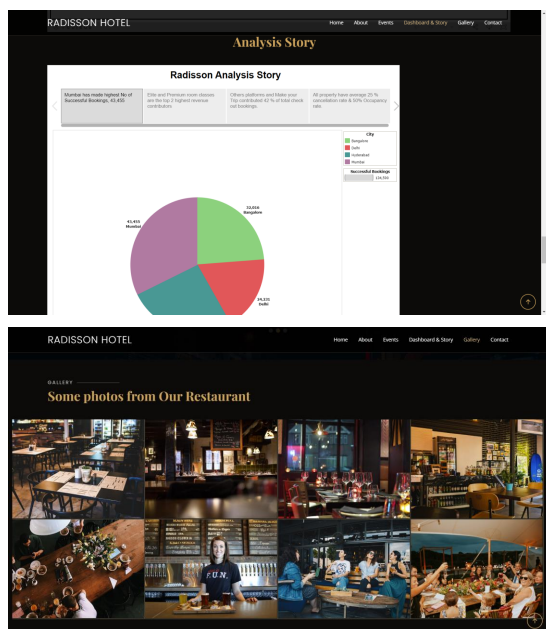 RADISSON HOTEL
Home About Events Dashboard & Story Gallery Contact
Analysis Story
Radisson Analysis Story
Mumbai has made highest No of Successful Bookings, 43,455
Elite and Premium room classes are the top 2 highest revenue contributors
Others platforms and Make your Trip contributed 42 % of total check out bookings
All property have average 25 % cancellation rate & 50% Occupancy rate
City
Bangalore
Delhi
Hyderabad
Mumbai
Successful Bookings
134,590
32,016
Bangalore
43,455
Mumbai
24,231
Delhi
RADISSON HOTEL
Home About Events Dashboard & Story Gallery Contact
GALLERY
Some photos from Our Restaurant
F.U.N.